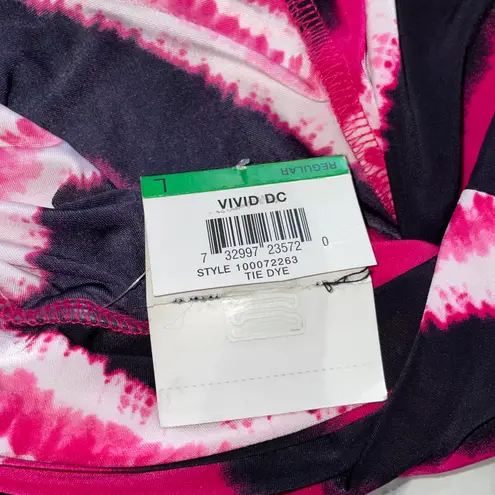 REGULAR
L
VIVID DC
7 32997 23572 0
STYLE 100072263
TIE DYE